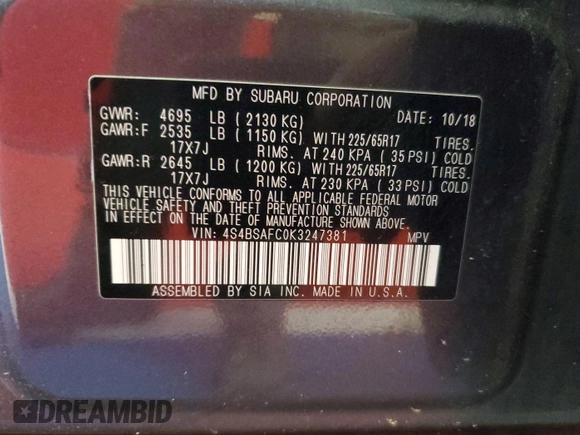 MFD BY SUBARU CORPORATION
GVWR: 4695 LB (2130 KG) DATE: 10/18
GAWR:F 2535 LB (1150 KG) WITH 225/65R17 TIRES.
17X7J RIMS. AT 240 KPA (35 PSI) COLD
GAWR:R 2645 LB (1200 KG) WITH 225/65R17 TIRES.
17X7J RIMS. AT 230 KPA (33 PSI) COLD
THIS VEHICLE CONFORMS TO ALL APPLICABLE FEDERAL MOTOR
VEHICLE SAFETY AND THEFT PREVENTION STANDARDS
IN EFFECT ON THE DATE OF MANUFACTURE SHOWN ABOVE.
VIN: 4S4BSAFC0K3247381 MPV
ASSEMBLED BY SIA INC. MADE IN U.S.A.
DREAMBID